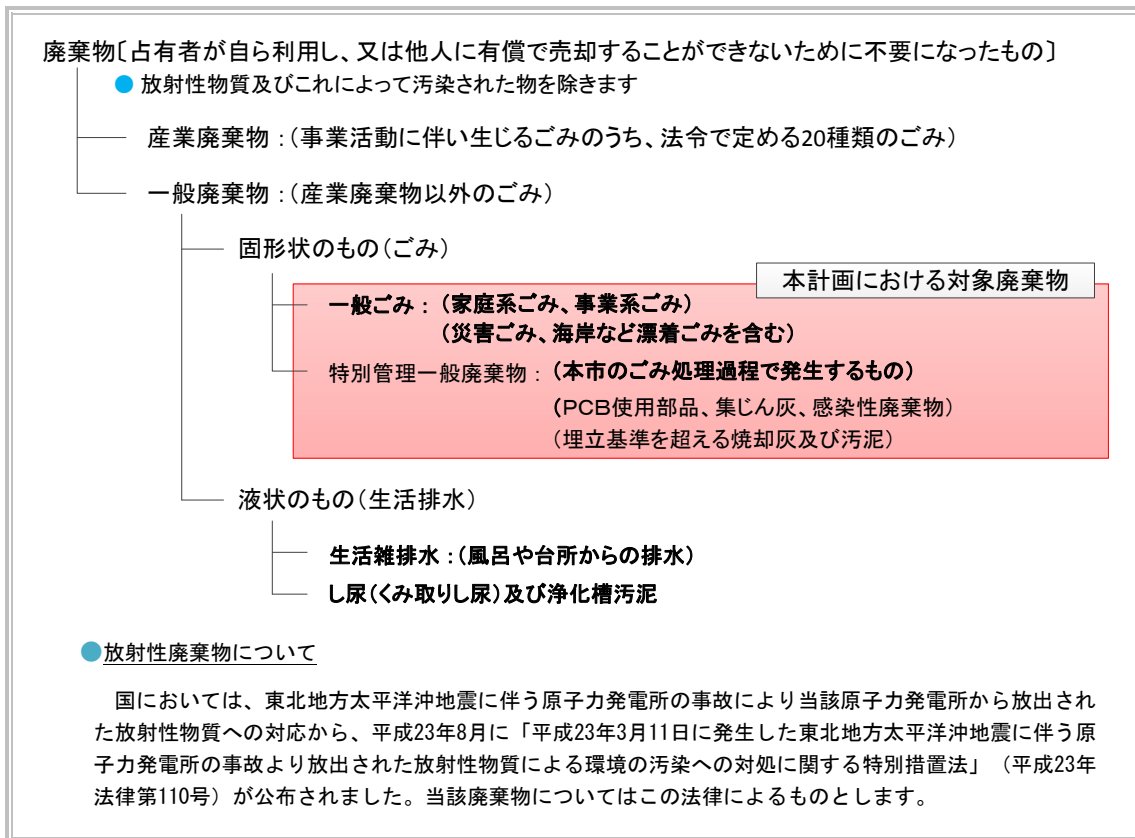 廃棄物〔占有者が自ら利用し、又は他人に有償で売却することができないために不要になったもの〕
● 放射性物質及びこれによって汚染された物を除きます
産業廃棄物：（事業活動に伴い生じるごみのうち、法令で定める20種類のごみ）
一般廃棄物：（産業廃棄物以外のごみ）
固形状のもの（ごみ）
本計画における対象廃棄物
一般ごみ：（家庭系ごみ、事業系ごみ）
（災害ごみ、海岸など漂着ごみを含む）
特別管理一般廃棄物：（本市のごみ処理過程で発生するもの）
（PCB使用部品、集じん灰、感染性廃棄物）
（埋立基準を超える焼却灰及び汚泥）
液状のもの（生活排水）
生活雑排水：（風呂や台所からの排水）
し尿（くみ取りし尿）及び浄化槽汚泥
●放射性廃棄物について
国においては、東北地方太平洋沖地震に伴う原子力発電所の事故により当該原子力発電所から放出され
た放射性物質への対応から、平成23年8月に「平成23年3月11日に発生した東北地方太平洋沖地震に伴う原
子力発電所の事故より放出された放射性物質による環境の汚染への対処に関する特別措置法」（平成23年
法律第110号）が公布されました。当該廃棄物についてはこの法律によるものとします。